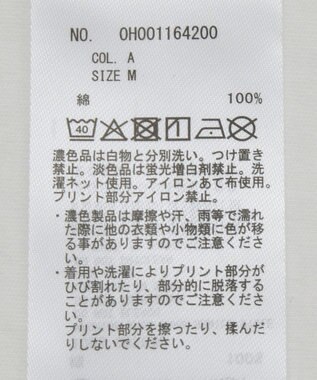 NO. OH001164200
COL. A
SIZE M
綿 100%
40
濃色品は白物と分別洗い。つけ置き
禁止。淡色品は蛍光増白剤禁止。洗
濯ネット使用。アイロンあて布使用。
プリント部分アイロン禁止。
・濃色製品は摩擦や汗、雨等で濡れ
た際に他の衣類や小物類に色が移
る事がありますのでご注意くださ
い。
・着用や洗濯によりプリント部分が
ひび割れたり、部分的に脱落する
ことがありますのでご注意くださ
い。
プリント部分を擦ったり、揉んだ
りしないでください。